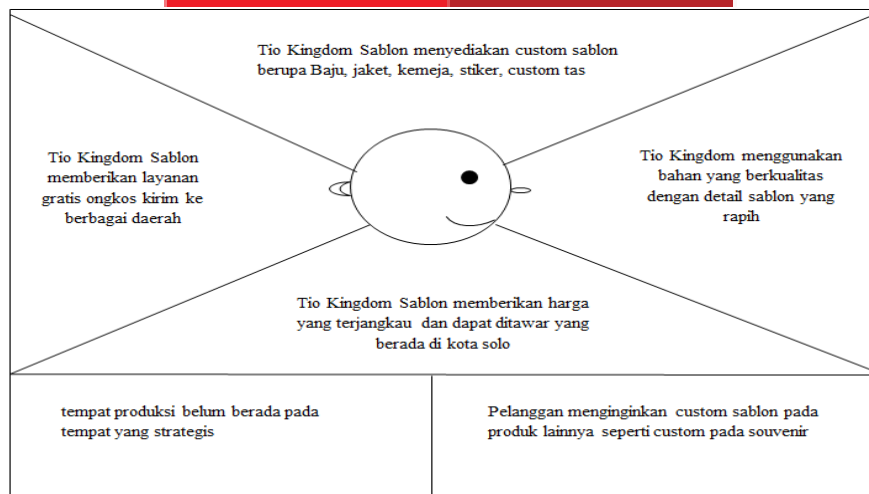 Tio Kingdom Sablon menyediakan custom sablon
berupa Baju, jaket, kemeja, stiker, custom tas
Tio Kingdom Sablon
memberikan layanan
gratis ongkos kirim ke
berbagai daerah
Tio Kingdom menggunakan
bahan yang berkualitas
dengan detail sablon yang
rapih
Tio Kingdom Sablon memberikan harga
yang terjangkau dan dapat ditawar yang
berada di kota solo
tempat produksi belum berada pada
tempat yang strategis
Pelanggan menginginkan custom sablon pada
produk lainnya seperti custom pada souvenir